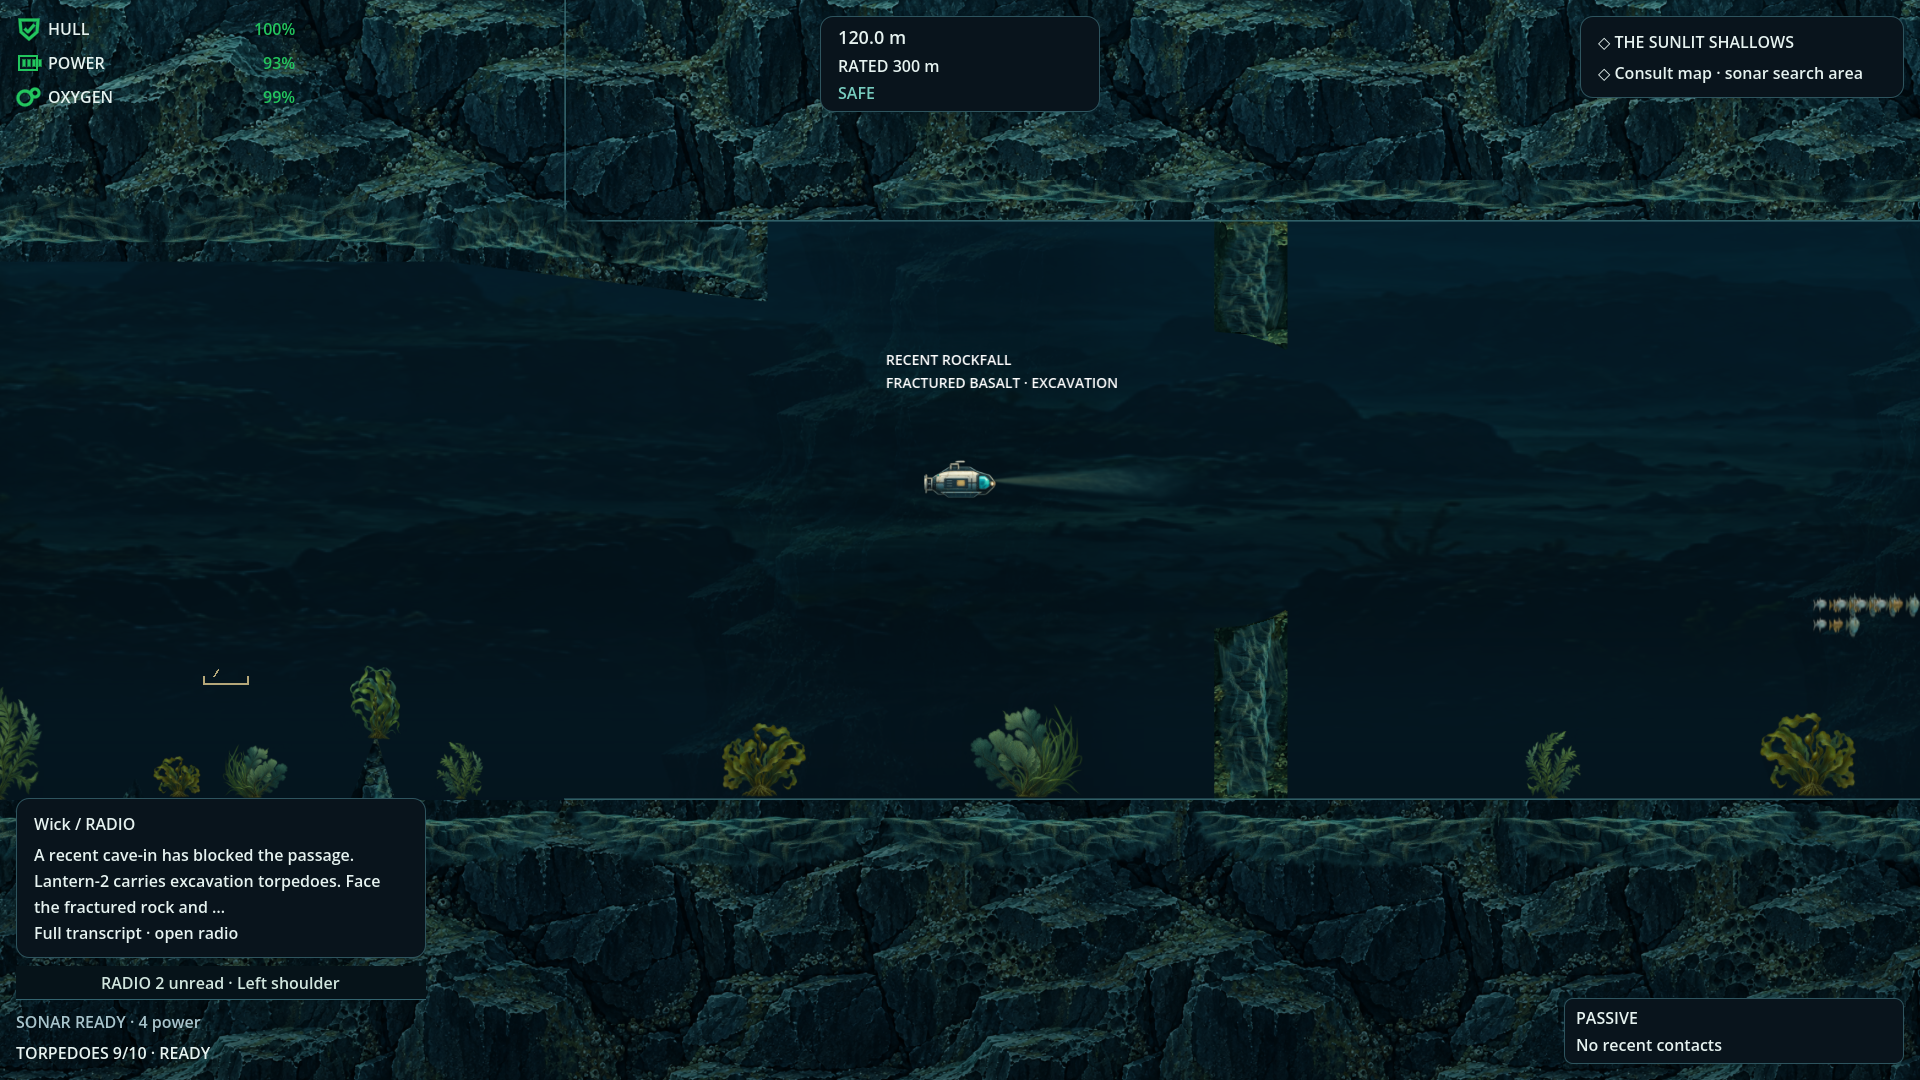 HULL 100%
POWER 93%
OXYGEN 99%
120.0 m
RATED 300 m
SAFE
◇ THE SUNLIT SHALLOWS
◇ Consult map · sonar search area
RECENT ROCKFALL
FRACTURED BASALT · EXCAVATION
Wick / RADIO
A recent cave-in has blocked the passage.
Lantern-2 carries excavation torpedoes. Face
the fractured rock and ...
Full transcript · open radio
RADIO 2 unread · Left shoulder
SONAR READY · 4 power
TORPEDOES 9/10 · READY
PASSIVE
No recent contacts